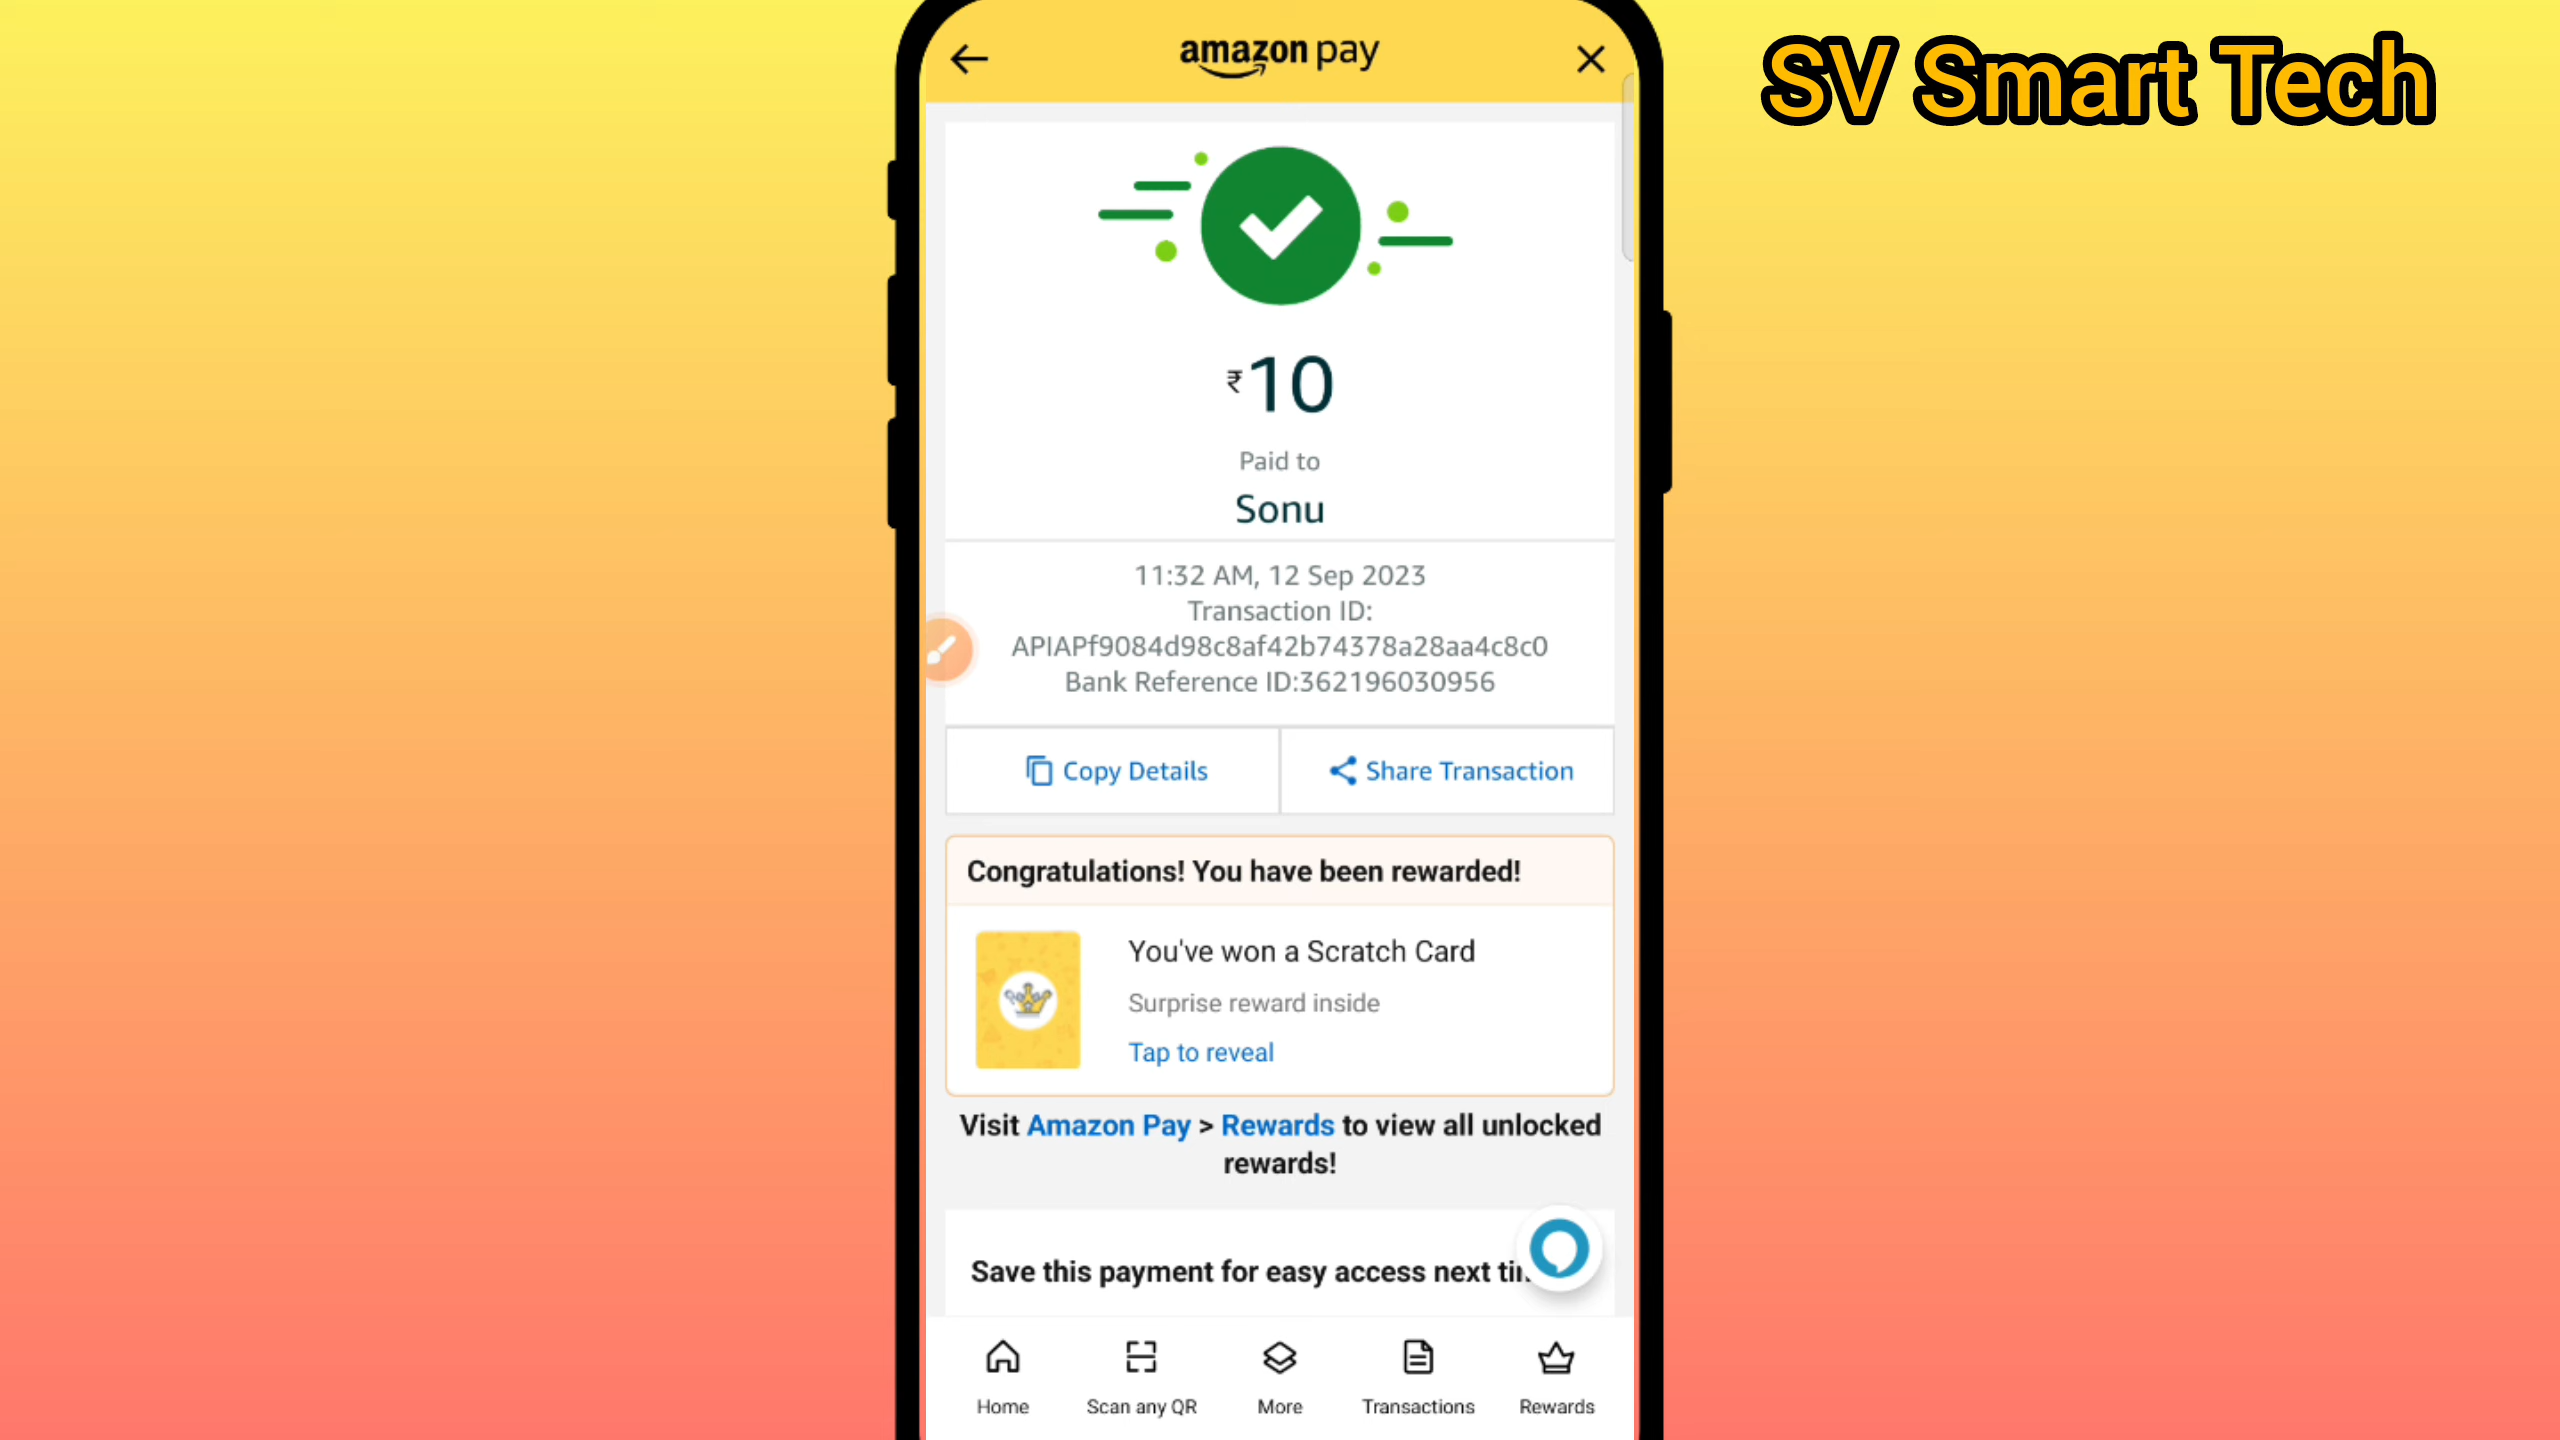 amazon pay
SV Smart Tech
₹10
Paid to
Sonu
11:32 AM, 12 Sep 2023
Transaction ID:
APIAPf9084d98c8af42b74378a28aa4c8c0
Bank Reference ID:362196030956
Copy Details
Share Transaction
Congratulations! You have been rewarded!
You've won a Scratch Card
Surprise reward inside
Tap to reveal
Visit Amazon Pay > Rewards to view all unlocked
rewards!
Save this payment for easy access next
Home
Scan any QR
More
Transactions
Rewards